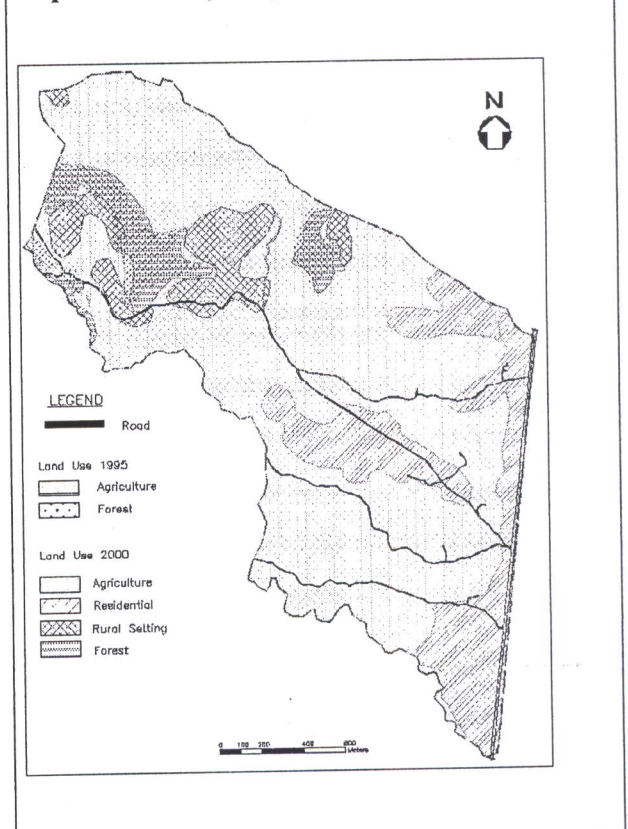 N
LEGEND
Road
Land Use 1995
Agriculture
Forest
Land Use 2000
Agriculture
Residential
Rural Setting
Forest
0 100 200 400 600
Meters